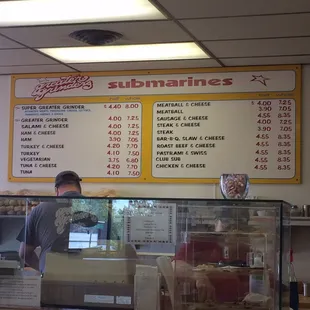 Greater Grinders
SUBMARINES
SUPER GREATER GRINDER 4.40 8.00
GREATER GRINDER 4.00 7.25
SALAMI & CHEESE 4.00 7.25
HAM & CHEESE 4.00 7.25
HAM 3.90 7.05
TURKEY & CHEESE 4.20 7.70
TURKEY 4.10 7.50
VEGETARIAN 3.75 6.80
TUNA & CHEESE 4.20 7.70
TUNA 4.10 7.50
MEATBALL & CHEESE 4.00 7.25
MEATBALL 3.90 7.05
SAUSAGE & CHEESE 4.55 8.35
STEAK & CHEESE 4.00 7.25
STEAK 3.90 7.05
BAR-B-Q, SLAW & CHEESE 4.55 8.35
ROAST BEEF & CHEESE 4.55 8.35
PASTRAMI & SWISS 4.55 8.35
CLUB SUB 4.55 8.35
CHICKEN & CHEESE 4.55 8.35